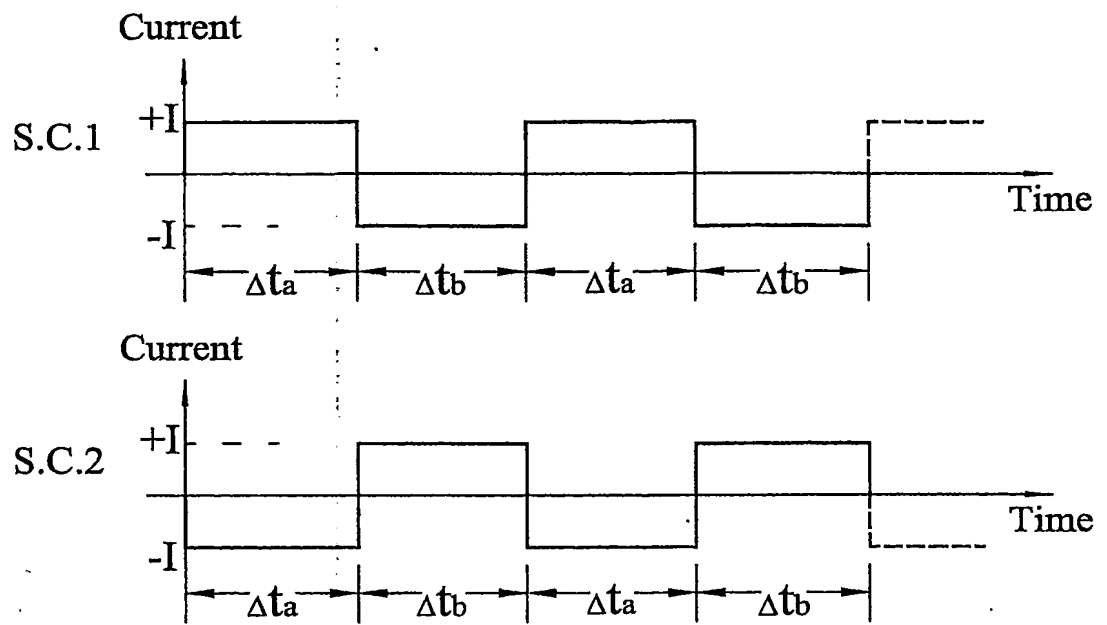 Current
+I
S.C.1
Time
-I
Δta Δtb Δta Δtb
Current
+I
S.C.2
Time
-I
Δta Δtb Δta Δtb